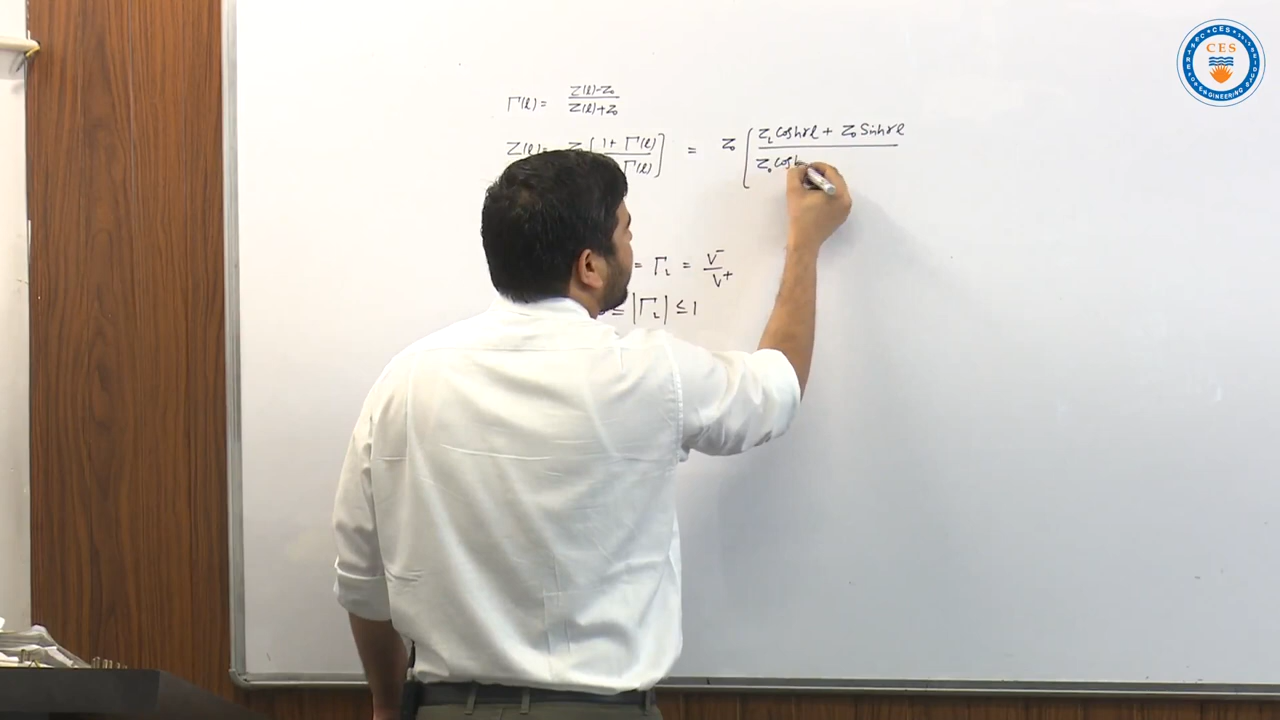 Γ(l) = Z(l)-Z₀ / Z(l)+Z₀
Z(l)= Z₀ [ 1+ Γ(l) / Γ(l) ] = Z₀ [ Z_L coshγl + Z₀ Sinhγl / Z₀ cosh
= Γ_L = V⁻ / V⁺
≤ |Γ_L| ≤ 1
CES